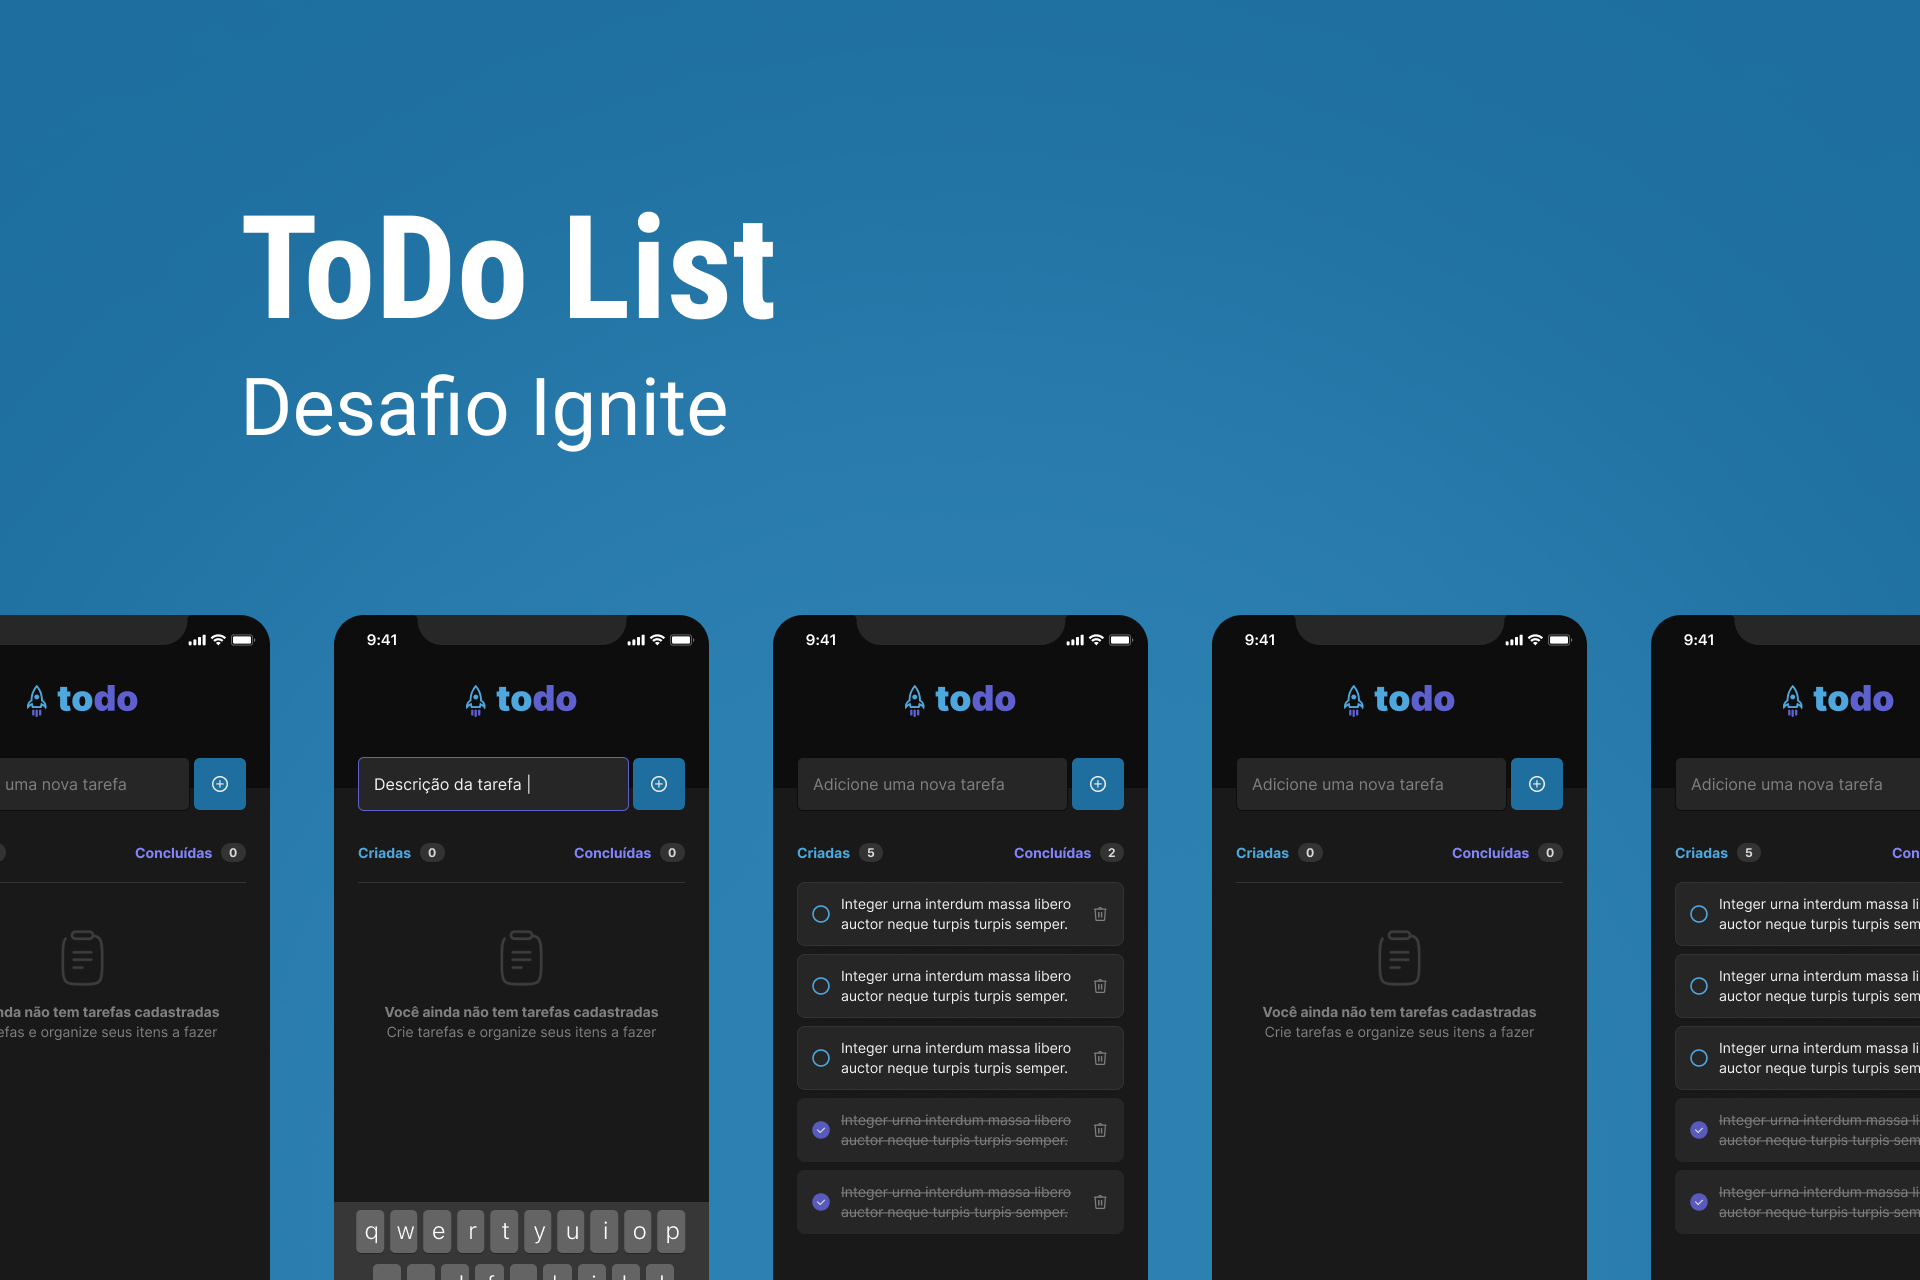 ToDo List
Desafio Ignite
todo
uma nova tarefa
Concluídas 0
nda não tem tarefas cadastradas
efas e organize seus itens a fazer
9:41
todo
Descrição da tarefa
Criadas 0 Concluídas 0
Você ainda não tem tarefas cadastradas
Crie tarefas e organize seus itens a fazer
q w e r t y u i o p
9:41
todo
Adicione uma nova tarefa
Criadas 5 Concluídas 2
Integer urna interdum massa libero
auctor neque turpis turpis semper.
Integer urna interdum massa libero
auctor neque turpis turpis semper.
Integer urna interdum massa libero
auctor neque turpis turpis semper.
Integer urna interdum massa libero
auctor neque turpis turpis semper.
Integer urna interdum massa libero
auctor neque turpis turpis semper.
9:41
todo
Adicione uma nova tarefa
Criadas 0 Concluídas 0
Você ainda não tem tarefas cadastradas
Crie tarefas e organize seus itens a fazer
9:41
todo
Adicione uma nova tarefa
Criadas 5 Con
Integer urna interdum massa li
auctor neque turpis turpis sem
Integer urna interdum massa li
auctor neque turpis turpis sem
Integer urna interdum massa li
auctor neque turpis turpis sem
Integer urna interdum massa li
auctor neque turpis turpis sem
Integer urna interdum massa li
auctor neque turpis turpis sem